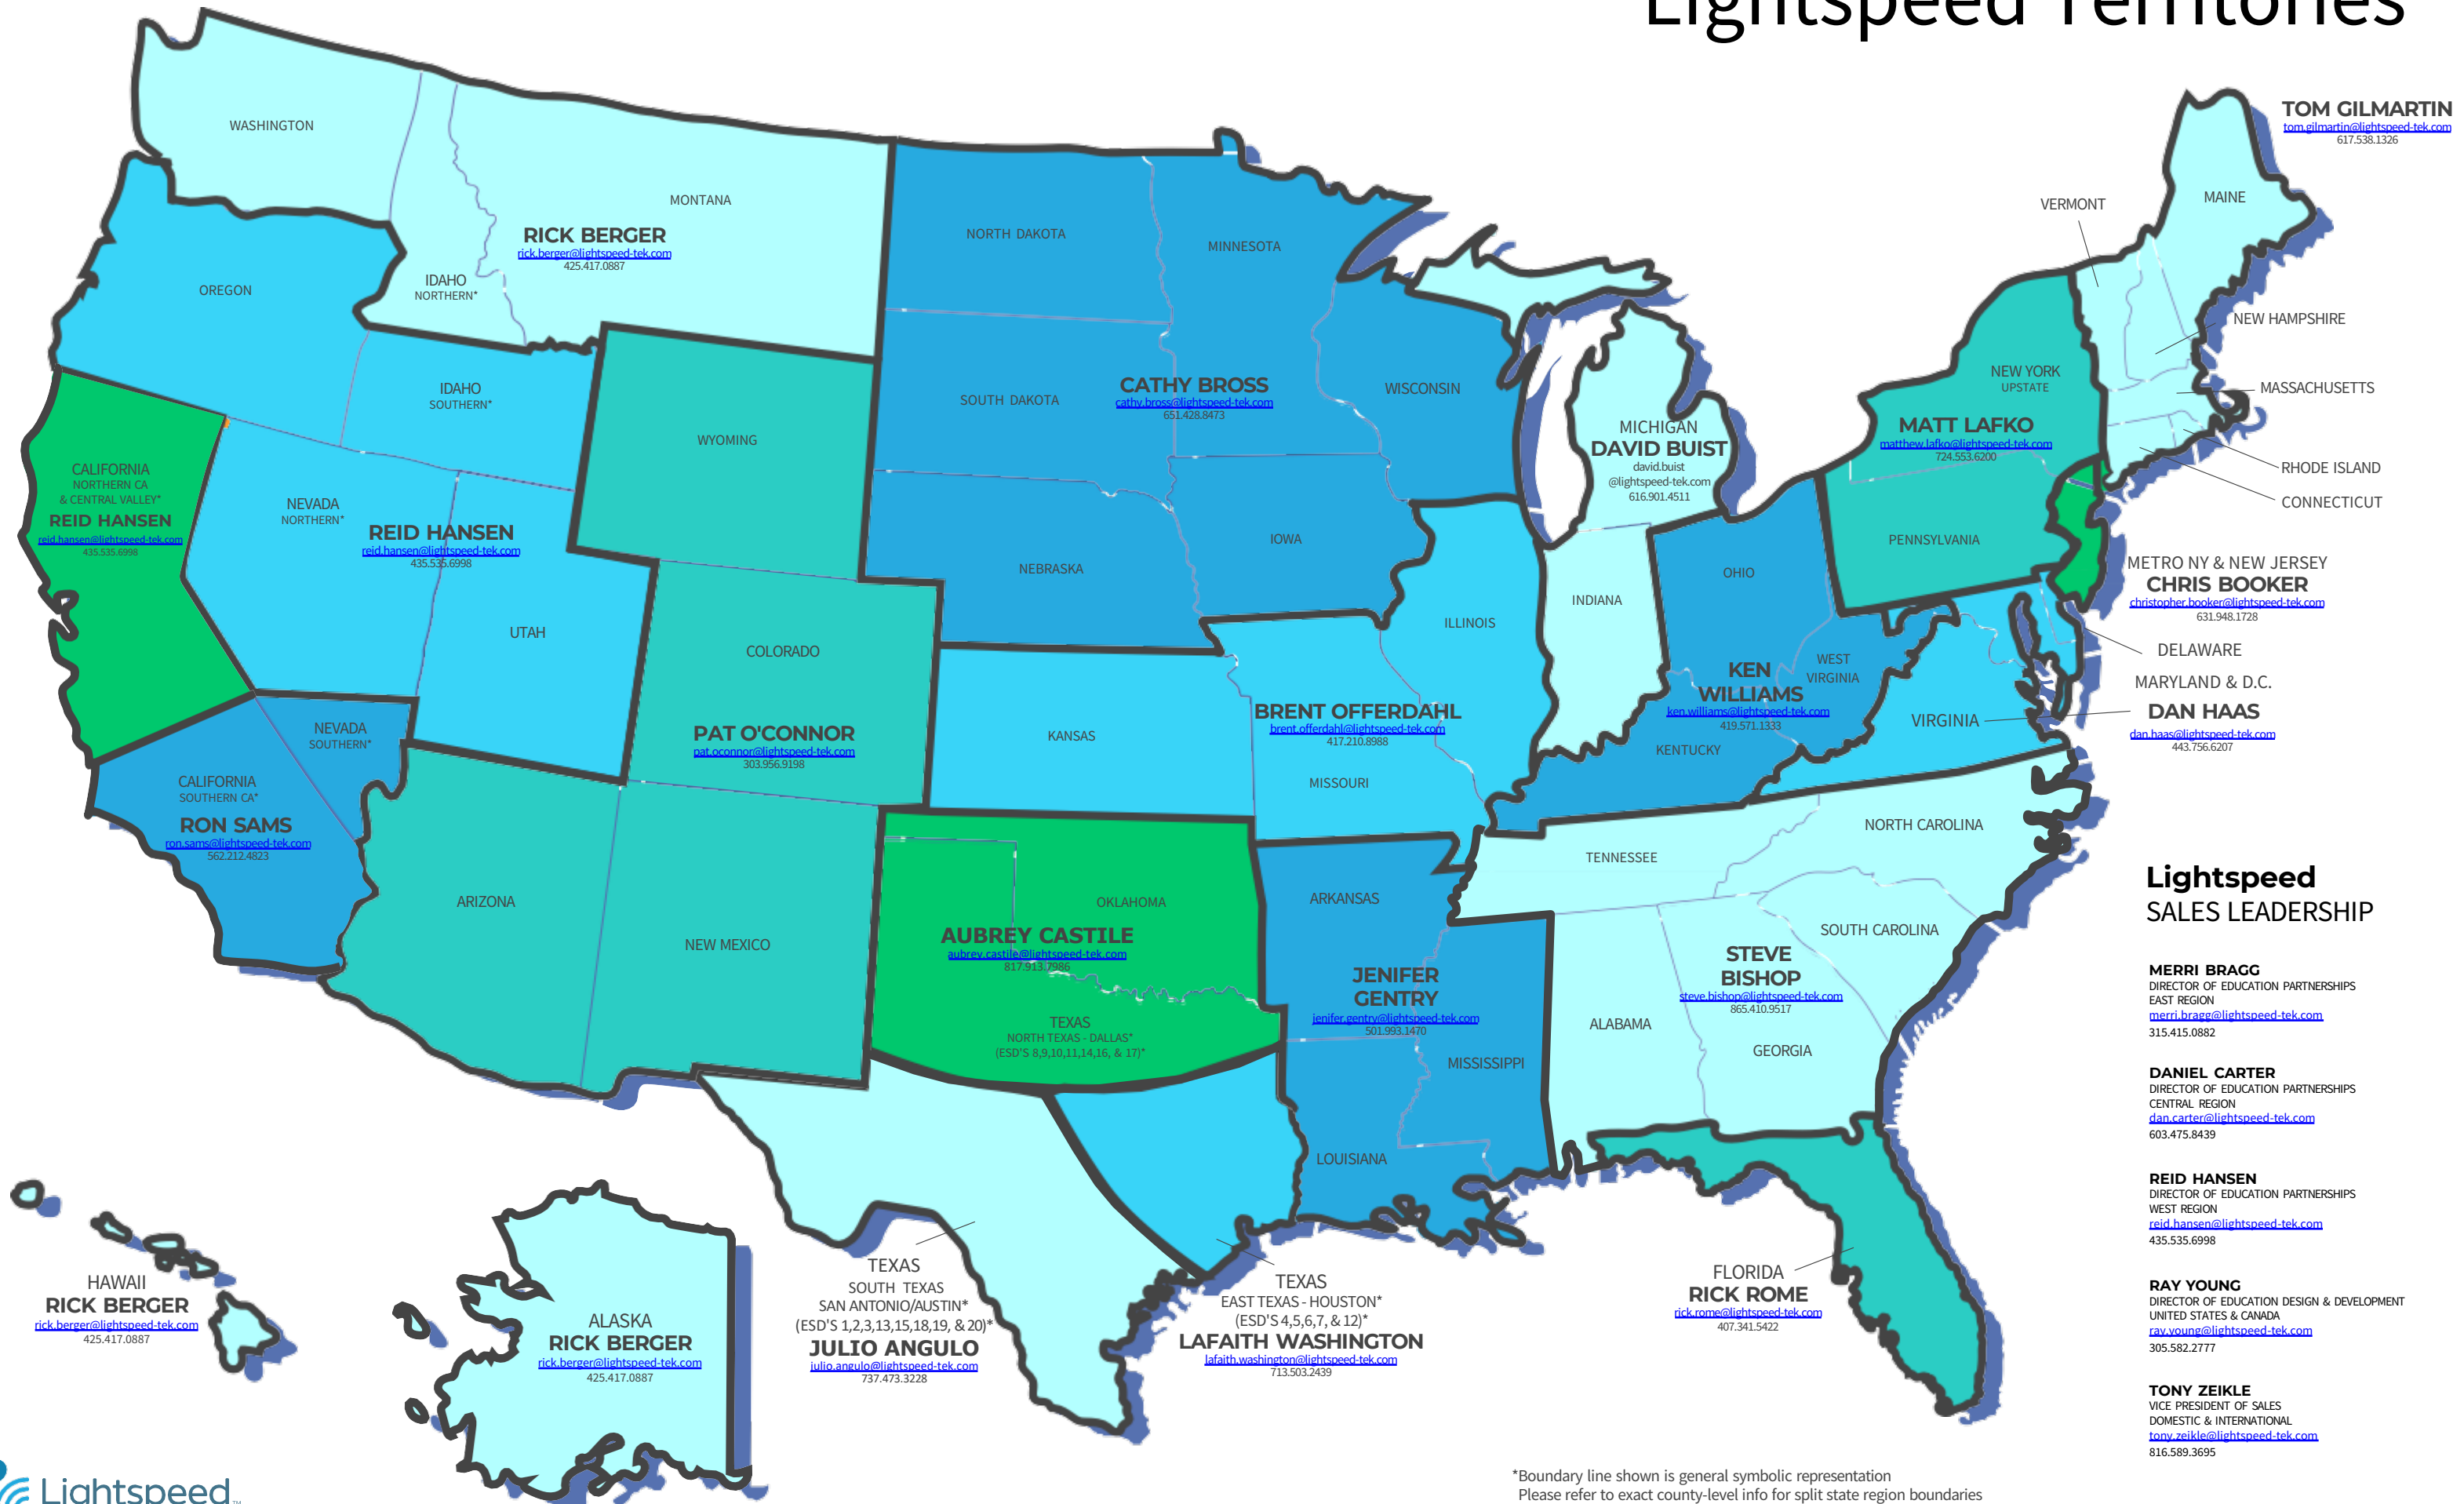 Lightspeed Territories
WASHINGTON
MONTANA
RICK BERGER
rick.berger@lightspeed-tek.com
425.417.0887
IDAHO
NORTHERN*
OREGON
IDAHO
SOUTHERN*
CALIFORNIA
NORTHERN CA
& CENTRAL VALLEY*
REID HANSEN
reid.hansen@lightspeed-tek.com
435.535.6998
NEVADA
NORTHERN*
REID HANSEN
reid.hansen@lightspeed-tek.com
435.535.6998
UTAH
NEVADA
SOUTHERN*
CALIFORNIA
SOUTHERN CA*
RON SAMS
ron.sams@lightspeed-tek.com
562.212.4823
WYOMING
COLORADO
PAT O'CONNOR
pat.oconnor@lightspeed-tek.com
303.956.9198
ARIZONA
NEW MEXICO
NORTH DAKOTA
MINNESOTA
SOUTH DAKOTA
CATHY BROSS
cathy.bross@lightspeed-tek.com
651.428.8473
WISCONSIN
NEBRASKA
IOWA
KANSAS
ILLINOIS
BRENT OFFERDAHL
brent.offerdahl@lightspeed-tek.com
417.210.8988
MISSOURI
OKLAHOMA
AUBREY CASTILE
aubrey.castile@lightspeed-tek.com
817.913.7986
TEXAS
NORTH TEXAS - DALLAS*
(ESD'S 8,9,10,11,14,16, & 17)*
ARKANSAS
JENIFER
GENTRY
jenifer.gentry@lightspeed-tek.com
501.993.1470
MISSISSIPPI
LOUISIANA
MICHIGAN
DAVID BUIST
david.buist
@lightspeed-tek.com
616.901.4511
INDIANA
OHIO
WEST
VIRGINIA
KEN
WILLIAMS
ken.williams@lightspeed-tek.com
419.571.1333
KENTUCKY
TENNESSEE
NORTH CAROLINA
SOUTH CAROLINA
STEVE
BISHOP
steve.bishop@lightspeed-tek.com
865.410.9517
ALABAMA
GEORGIA
NEW YORK
UPSTATE
MATT LAFKO
matthew.lafko@lightspeed-tek.com
724.553.6200
PENNSYLVANIA
TOM GILMARTIN
tom.gilmartin@lightspeed-tek.com
617.538.1326
MAINE
VERMONT
NEW HAMPSHIRE
MASSACHUSETTS
RHODE ISLAND
CONNECTICUT
METRO NY & NEW JERSEY
CHRIS BOOKER
christopher.booker@lightspeed-tek.com
631.948.1728
DELAWARE
MARYLAND & D.C.
VIRGINIA
DAN HAAS
dan.haas@lightspeed-tek.com
443.756.6207
HAWAII
RICK BERGER
rick.berger@lightspeed-tek.com
425.417.0887
ALASKA
RICK BERGER
rick.berger@lightspeed-tek.com
425.417.0887
TEXAS
SOUTH TEXAS
SAN ANTONIO/AUSTIN*
(ESD'S 1,2,3,13,15,18,19, & 20)*
JULIO ANGULO
julio.angulo@lightspeed-tek.com
737.473.3228
TEXAS
EAST TEXAS - HOUSTON*
(ESD'S 4,5,6,7, & 12)*
LAFAITH WASHINGTON
lafaith.washington@lightspeed-tek.com
713.503.2439
FLORIDA
RICK ROME
rick.rome@lightspeed-tek.com
407.341.5422
Lightspeed
SALES LEADERSHIP
MERRI BRAGG
DIRECTOR OF EDUCATION PARTNERSHIPS
EAST REGION
merri.bragg@lightspeed-tek.com
315.415.0882
DANIEL CARTER
DIRECTOR OF EDUCATION PARTNERSHIPS
CENTRAL REGION
dan.carter@lightspeed-tek.com
603.475.8439
REID HANSEN
DIRECTOR OF EDUCATION PARTNERSHIPS
WEST REGION
reid.hansen@lightspeed-tek.com
435.535.6998
RAY YOUNG
DIRECTOR OF EDUCATION DESIGN & DEVELOPMENT
UNITED STATES & CANADA
ray.young@lightspeed-tek.com
305.582.2777
TONY ZEIKLE
VICE PRESIDENT OF SALES
DOMESTIC & INTERNATIONAL
tony.zeikle@lightspeed-tek.com
816.589.3695
*Boundary line shown is general symbolic representation
Please refer to exact county-level info for split state region boundaries
Lightspeed™